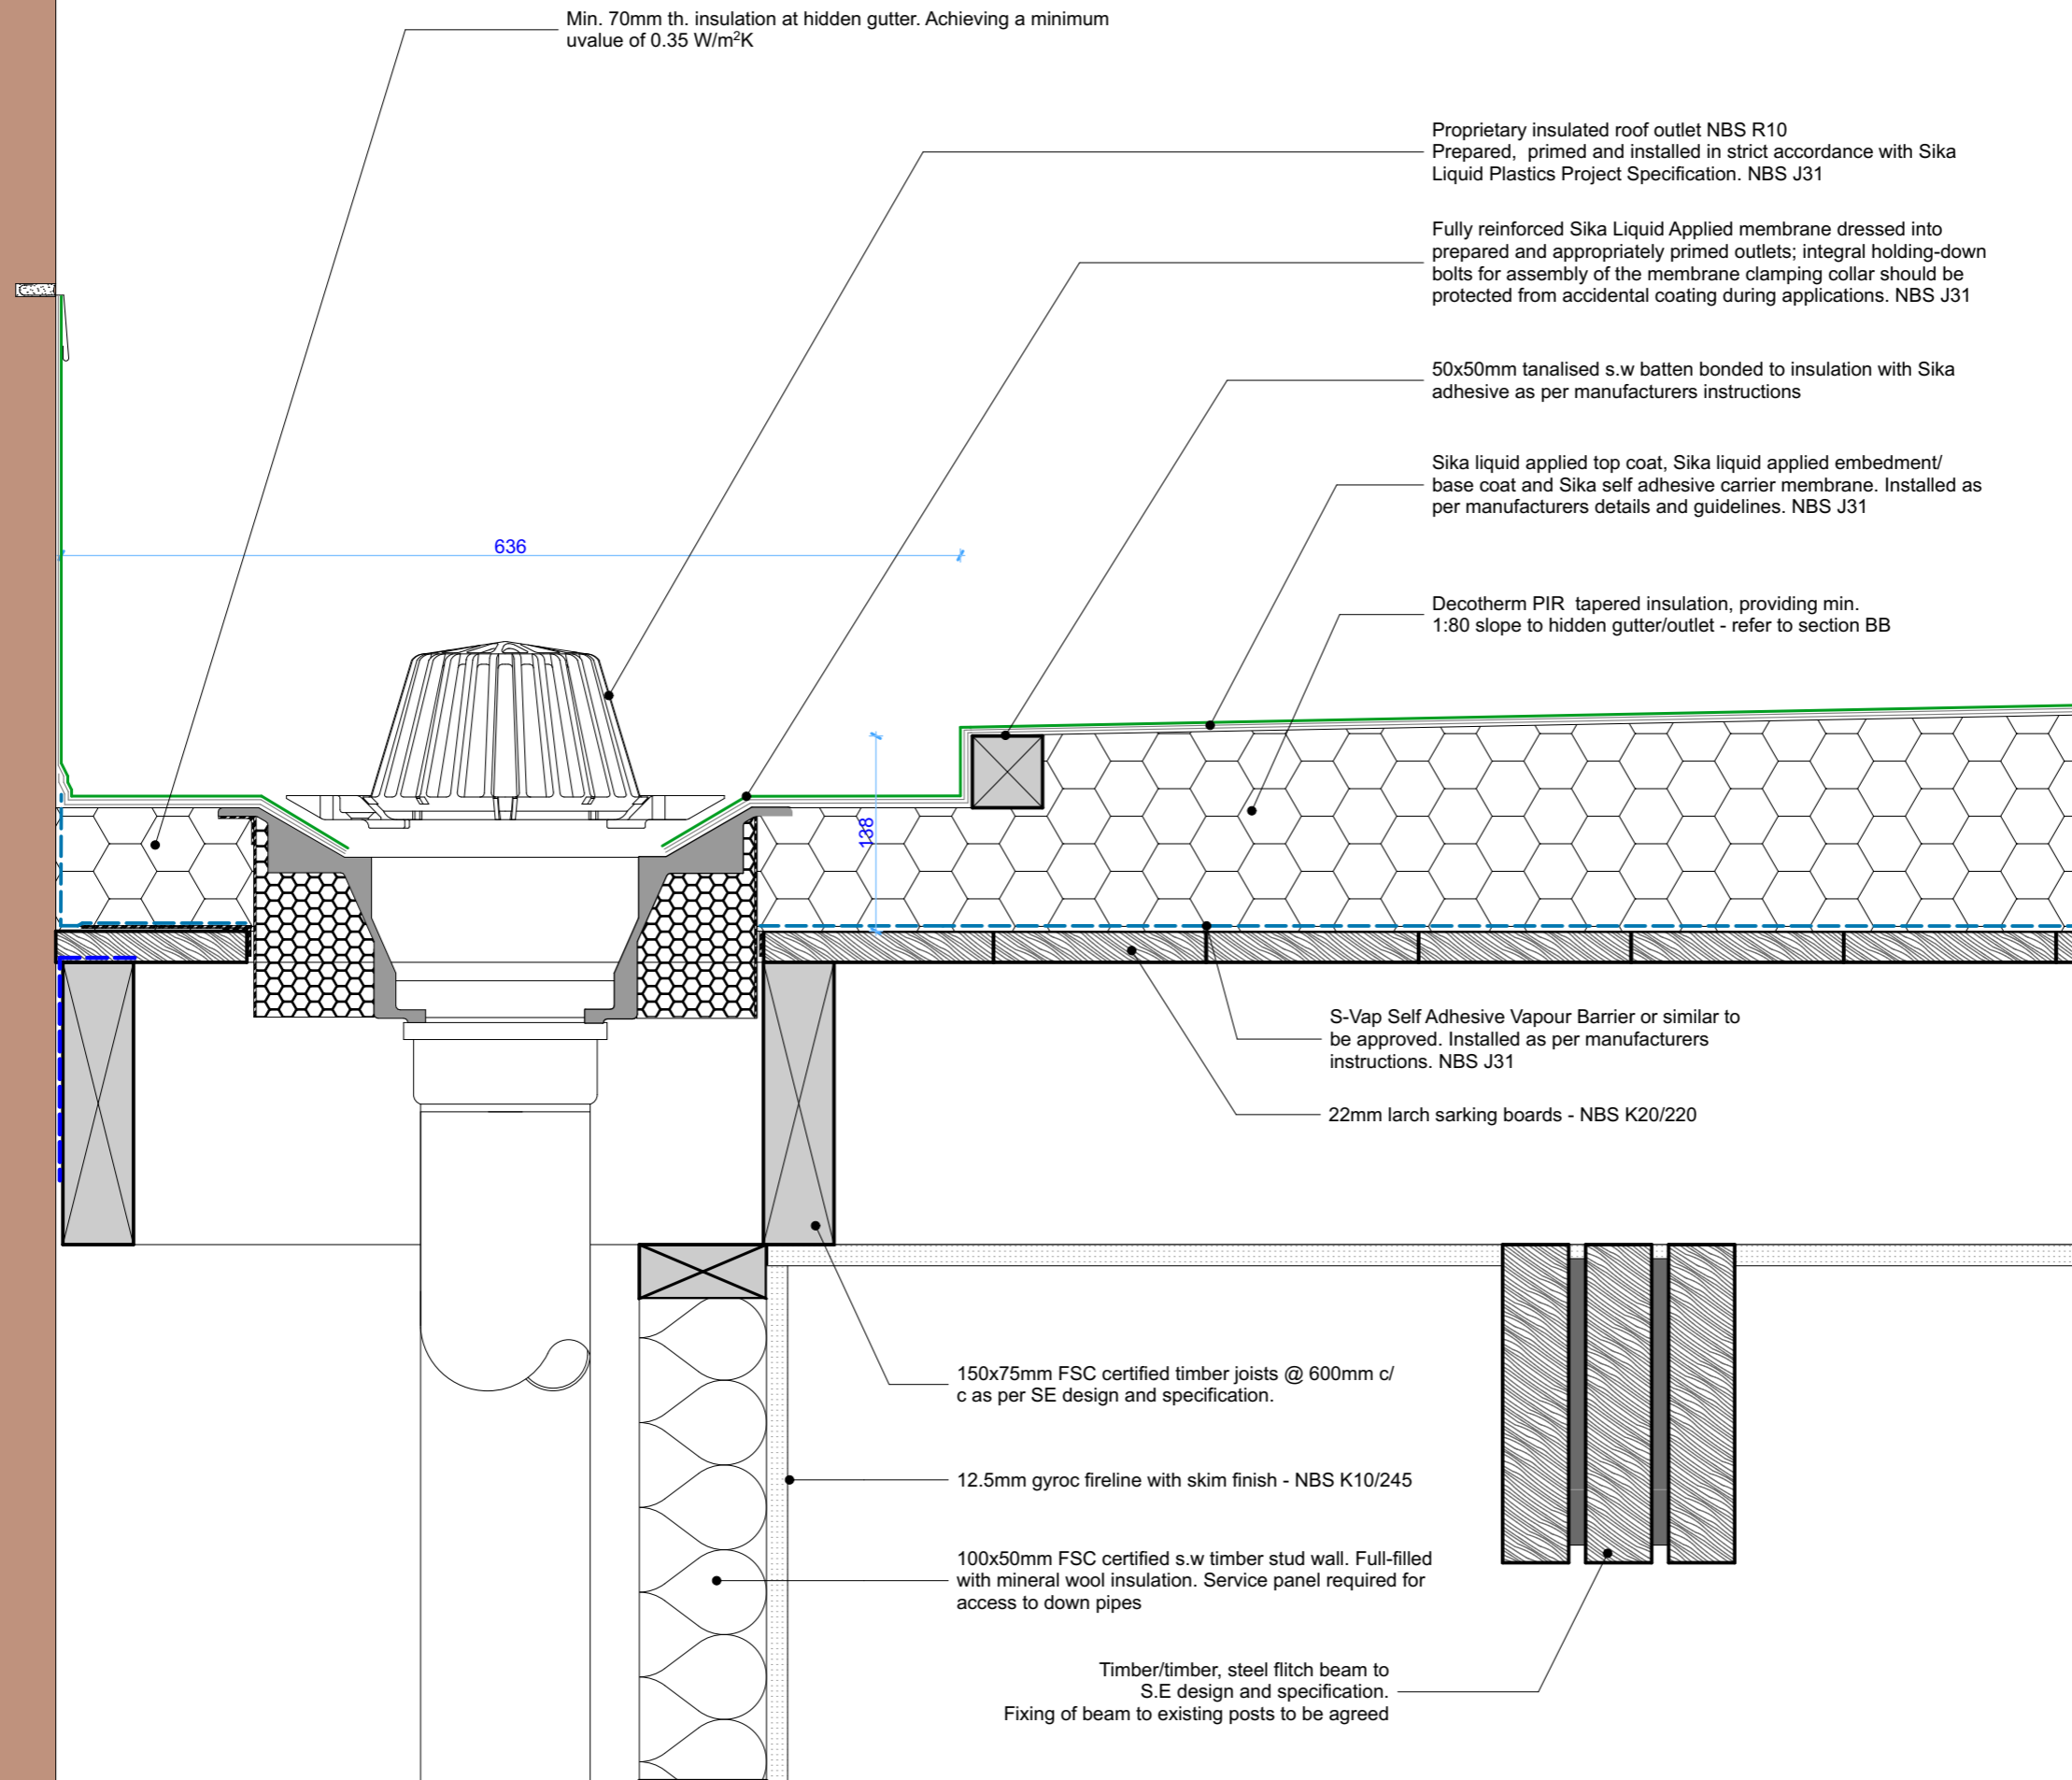 Min. 70mm th. insulation at hidden gutter. Achieving a minimum
uvalue of 0.35 W/m²K
Proprietary insulated roof outlet NBS R10
Prepared, primed and installed in strict accordance with Sika
Liquid Plastics Project Specification. NBS J31
Fully reinforced Sika Liquid Applied membrane dressed into
prepared and appropriately primed outlets; integral holding-down
bolts for assembly of the membrane clamping collar should be
protected from accidental coating during applications. NBS J31
50x50mm tanalised s.w batten bonded to insulation with Sika
adhesive as per manufacturers instructions
Sika liquid applied top coat, Sika liquid applied embedment/
base coat and Sika self adhesive carrier membrane. Installed as
per manufacturers details and guidelines. NBS J31
636
Decotherm PIR tapered insulation, providing min.
1:80 slope to hidden gutter/outlet - refer to section BB
138
S-Vap Self Adhesive Vapour Barrier or similar to
be approved. Installed as per manufacturers
instructions. NBS J31
22mm larch sarking boards - NBS K20/220
150x75mm FSC certified timber joists @ 600mm c/
c as per SE design and specification.
12.5mm gyroc fireline with skim finish - NBS K10/245
100x50mm FSC certified s.w timber stud wall. Full-filled
with mineral wool insulation. Service panel required for
access to down pipes
Timber/timber, steel flitch beam to
S.E design and specification.
Fixing of beam to existing posts to be agreed